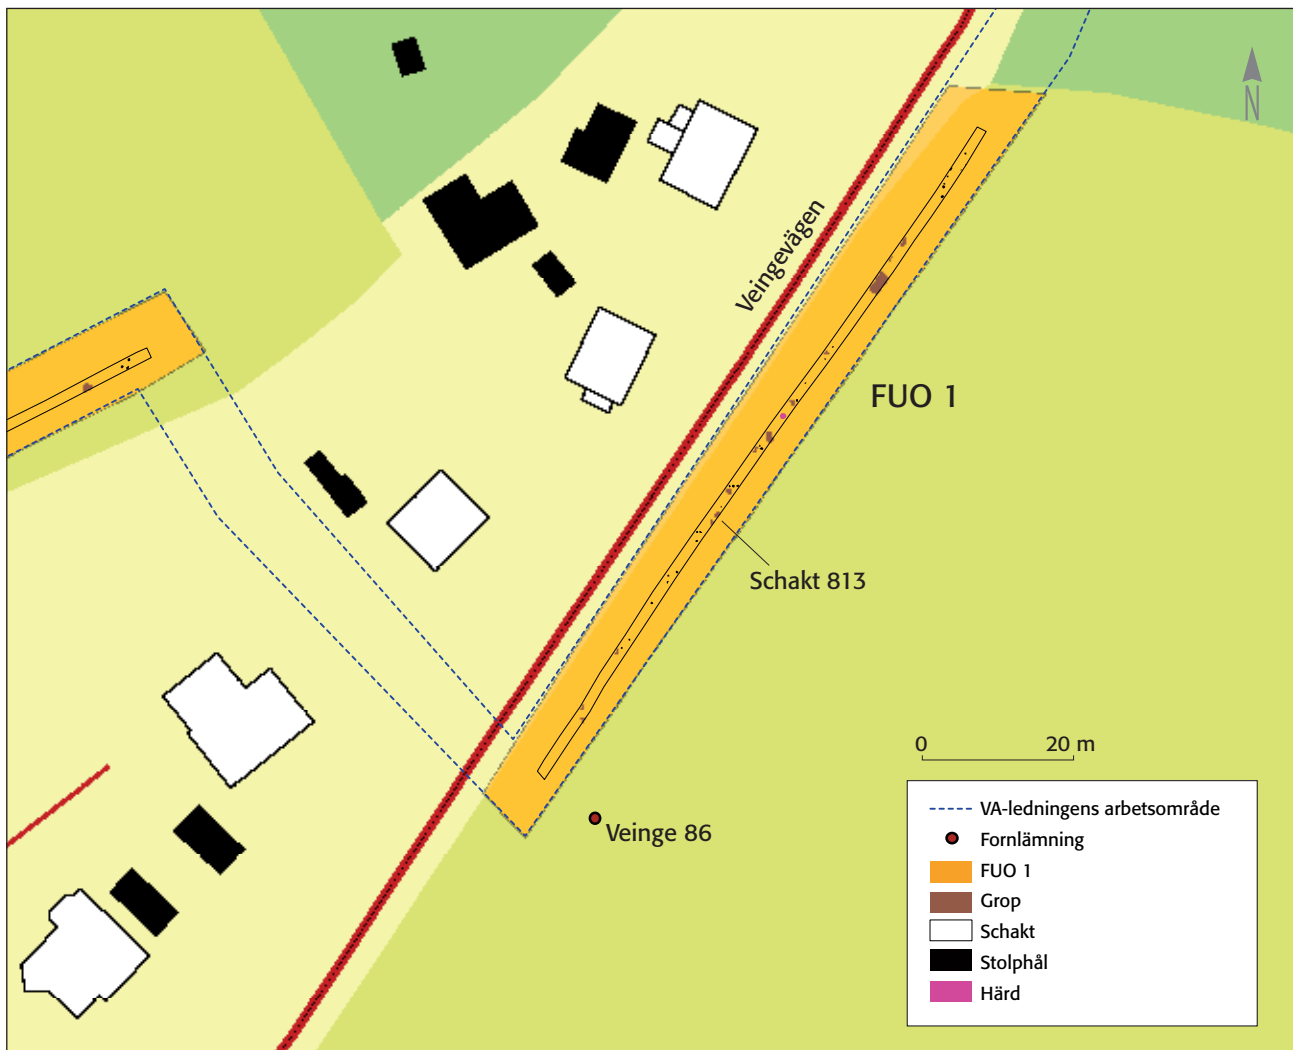 N
Veingevägen
FUO 1
Schakt 813
0 20 m
Veinge 86
VA-ledningens arbetsområde
Fornlämning
FUO 1
Grop
Schakt
Stolphål
Härd